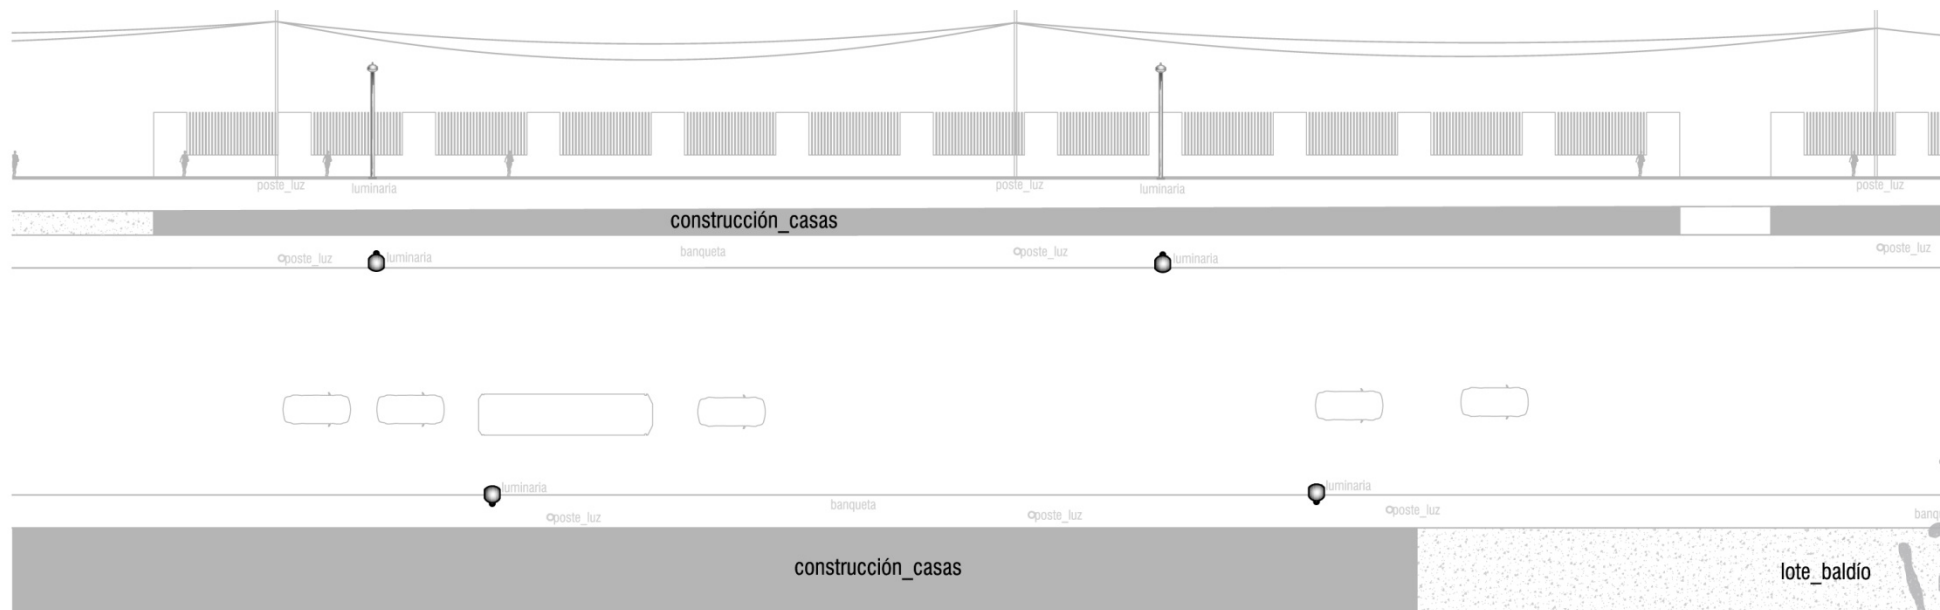 poste_luz
luminaria
poste_luz
luminaria
poste_luz
construcción_casas
poste_luz
luminaria
banqueta
poste_luz
luminaria
poste_luz
luminaria
luminaria
poste_luz
banqueta
poste_luz
poste_luz
banqu
construcción_casas
lote_baldío